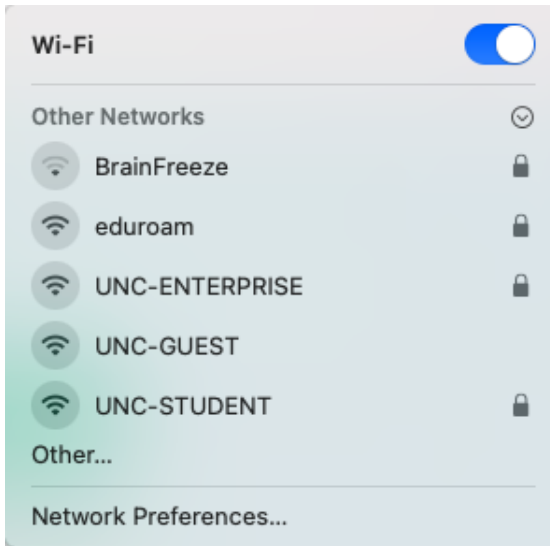 Wi-Fi
Other Networks
BrainFreeze
eduroam
UNC-ENTERPRISE
UNC-GUEST
UNC-STUDENT
Other...
Network Preferences...